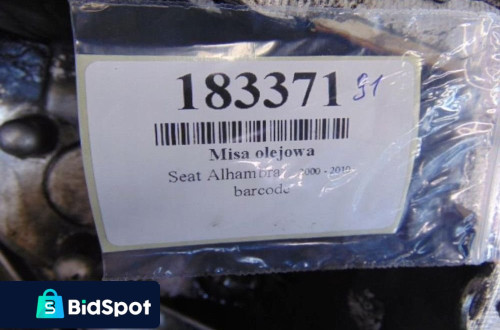 183371 91
Misa olejowa
Seat Alhambra 2000 - 2010
barcode
BidSpot